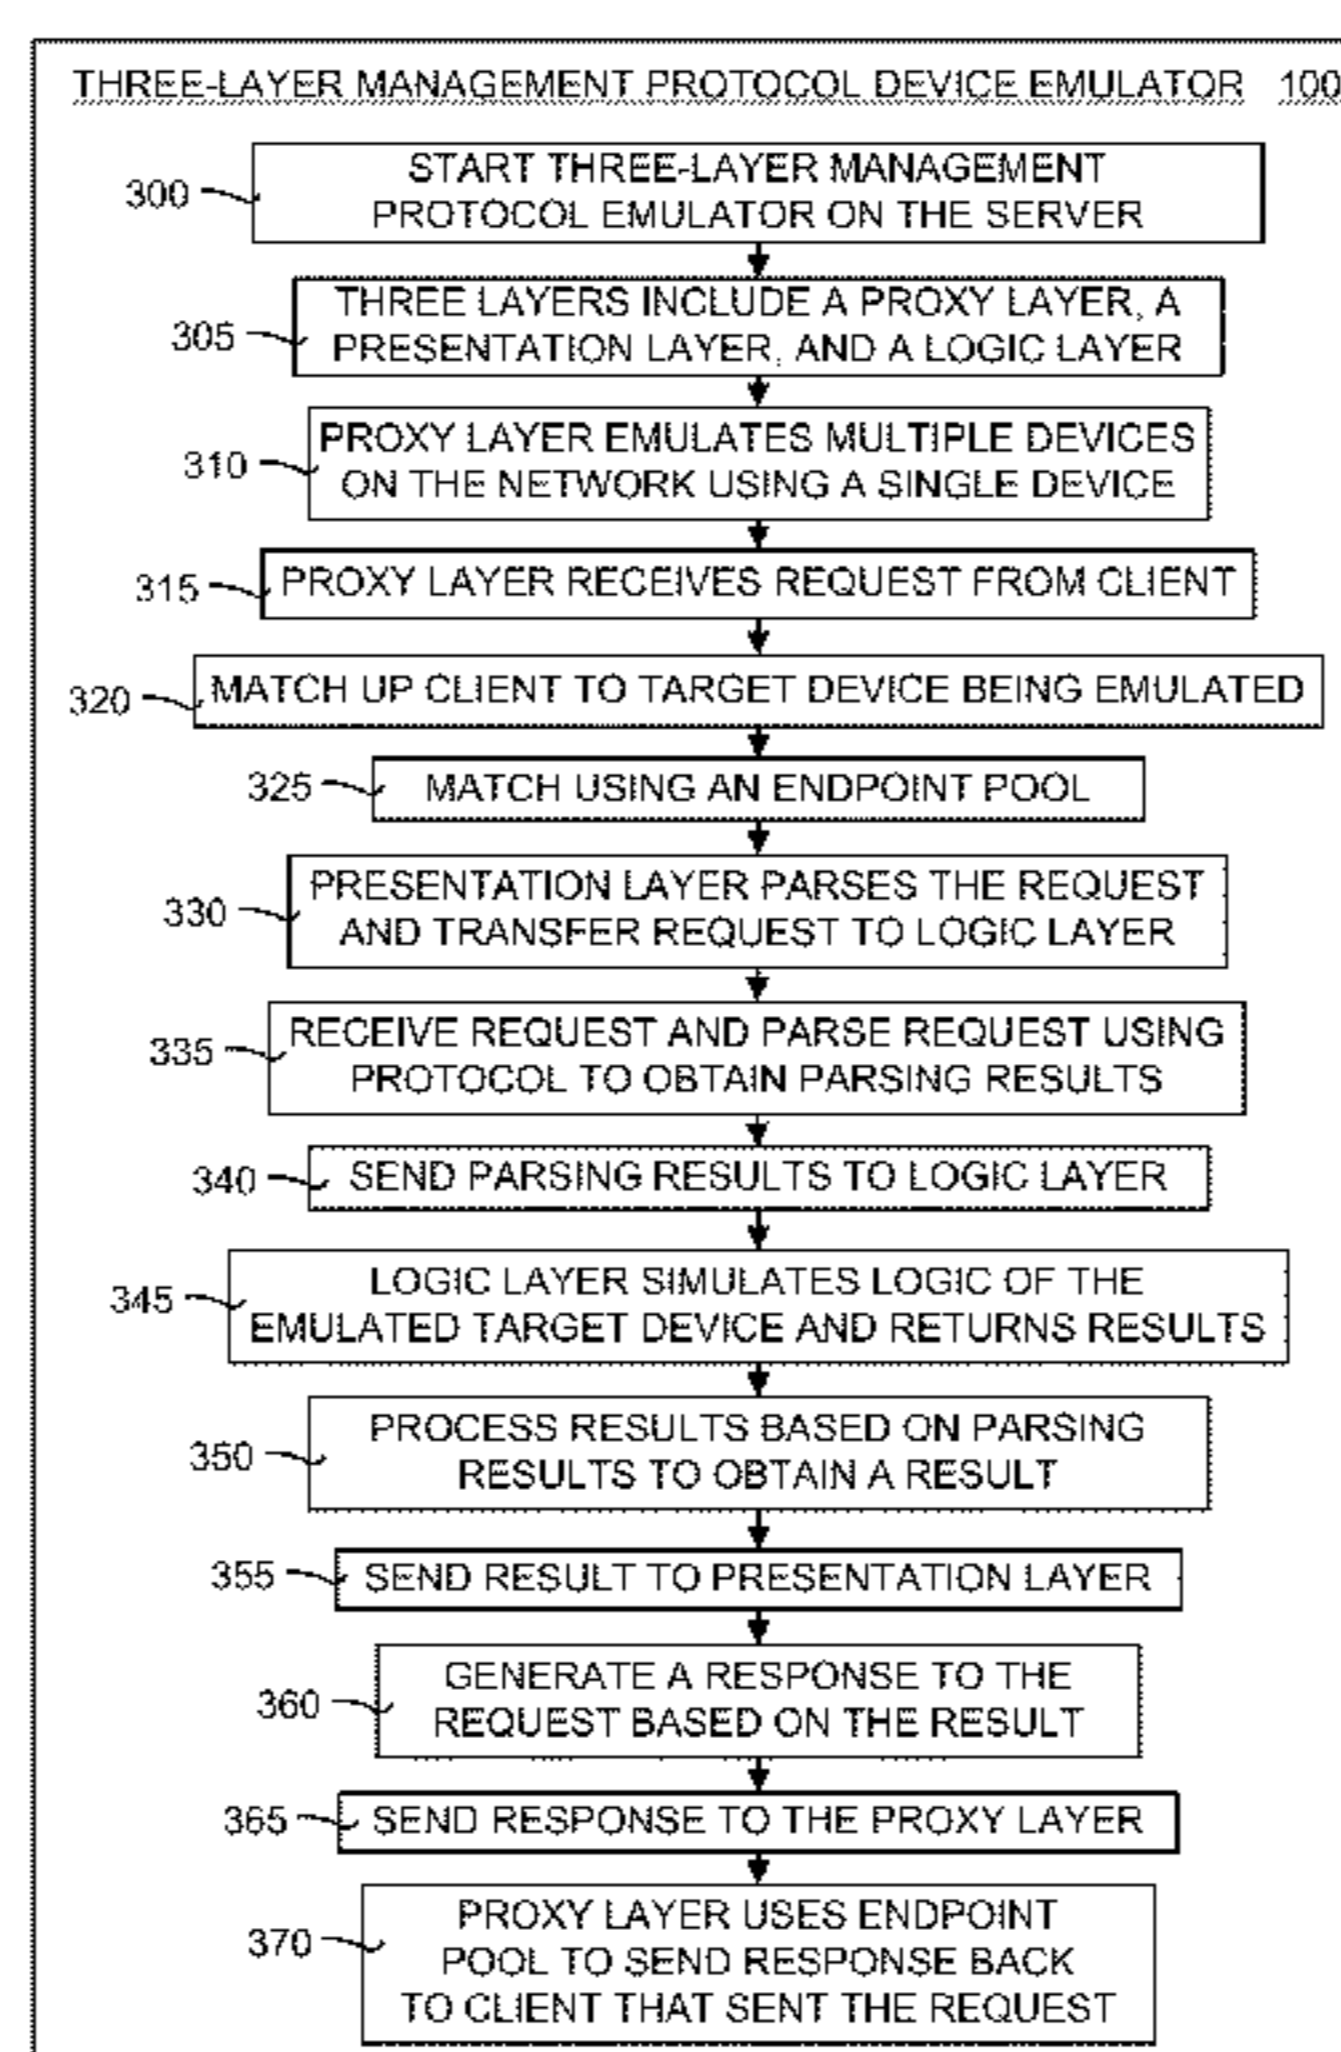 THREE-LAYER MANAGEMENT PROTOCOL DEVICE EMULATOR 100
300
START THREE-LAYER MANAGEMENT
PROTOCOL EMULATOR ON THE SERVER
305
THREE LAYERS INCLUDE A PROXY LAYER, A
PRESENTATION LAYER, AND A LOGIC LAYER
310
PROXY LAYER EMULATES MULTIPLE DEVICES
ON THE NETWORK USING A SINGLE DEVICE
315
PROXY LAYER RECEIVES REQUEST FROM CLIENT
320
MATCH UP CLIENT TO TARGET DEVICE BEING EMULATED
325
MATCH USING AN ENDPOINT POOL
330
PRESENTATION LAYER PARSES THE REQUEST
AND TRANSFER REQUEST TO LOGIC LAYER
335
RECEIVE REQUEST AND PARSE REQUEST USING
PROTOCOL TO OBTAIN PARSING RESULTS
340
SEND PARSING RESULTS TO LOGIC LAYER
345
LOGIC LAYER SIMULATES LOGIC OF THE
EMULATED TARGET DEVICE AND RETURNS RESULTS
350
PROCESS RESULTS BASED ON PARSING
RESULTS TO OBTAIN A RESULT
355
SEND RESULT TO PRESENTATION LAYER
360
GENERATE A RESPONSE TO THE
REQUEST BASED ON THE RESULT
365
SEND RESPONSE TO THE PROXY LAYER
370
PROXY LAYER USES ENDPOINT
POOL TO SEND RESPONSE BACK
TO CLIENT THAT SENT THE REQUEST